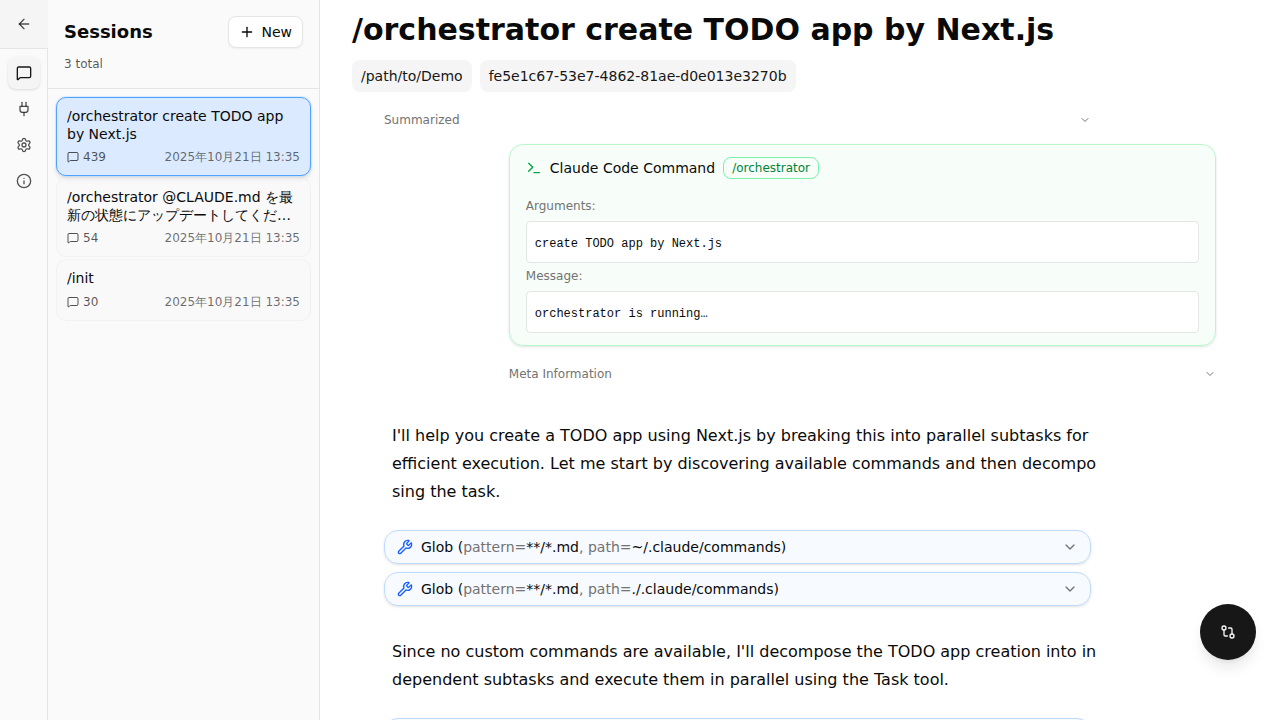 Sessions
New
3 total
/orchestrator create TODO app
by Next.js
439
2025年10月21日 13:35
/orchestrator @CLAUDE.md を最
新の状態にアップデートしてくだ…
54
2025年10月21日 13:35
/init
30
2025年10月21日 13:35
/orchestrator create TODO app by Next.js
/path/to/Demo
fe5e1c67-53e7-4862-81ae-d0e013e3270b
Summarized
Claude Code Command
/orchestrator
Arguments:
create TODO app by Next.js
Message:
orchestrator is running…
Meta Information
I'll help you create a TODO app using Next.js by breaking this into parallel subtasks for
efficient execution. Let me start by discovering available commands and then decompo
sing the task.
Glob (pattern=**/*.md, path=~/.claude/commands)
Glob (pattern=**/*.md, path=./.claude/commands)
Since no custom commands are available, I'll decompose the TODO app creation into in
dependent subtasks and execute them in parallel using the Task tool.